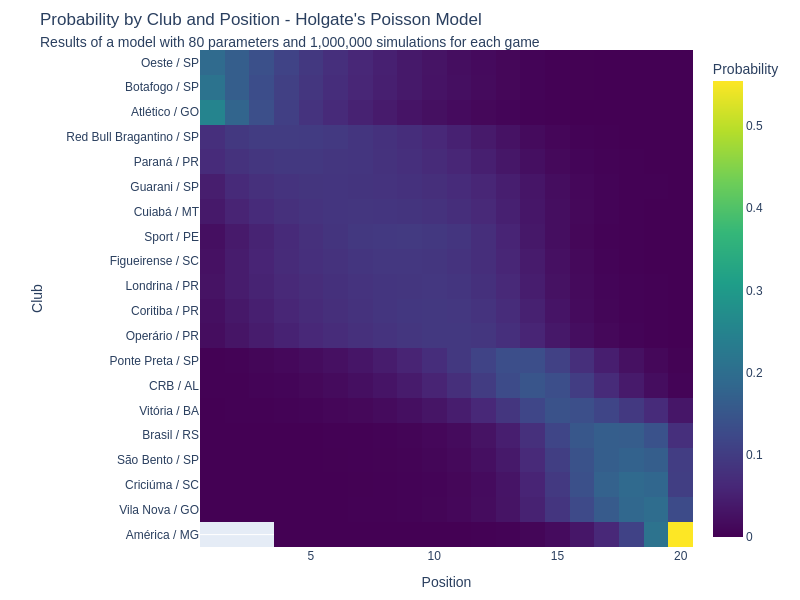 Probability by Club and Position - Holgate's Poisson Model
Results of a model with 80 parameters and 1,000,000 simulations for each game
Probability
Club
Oeste / SP
Botafogo / SP
Atlético / GO
Red Bull Bragantino / SP
Paraná / PR
Guarani / SP
Cuiabá / MT
Sport / PE
Figueirense / SC
Londrina / PR
Coritiba / PR
Operário / PR
Ponte Preta / SP
CRB / AL
Vitória / BA
Brasil / RS
São Bento / SP
Criciúma / SC
Vila Nova / GO
América / MG
0.5
0.4
0.3
0.2
0.1
0
5 10 15 20
Position